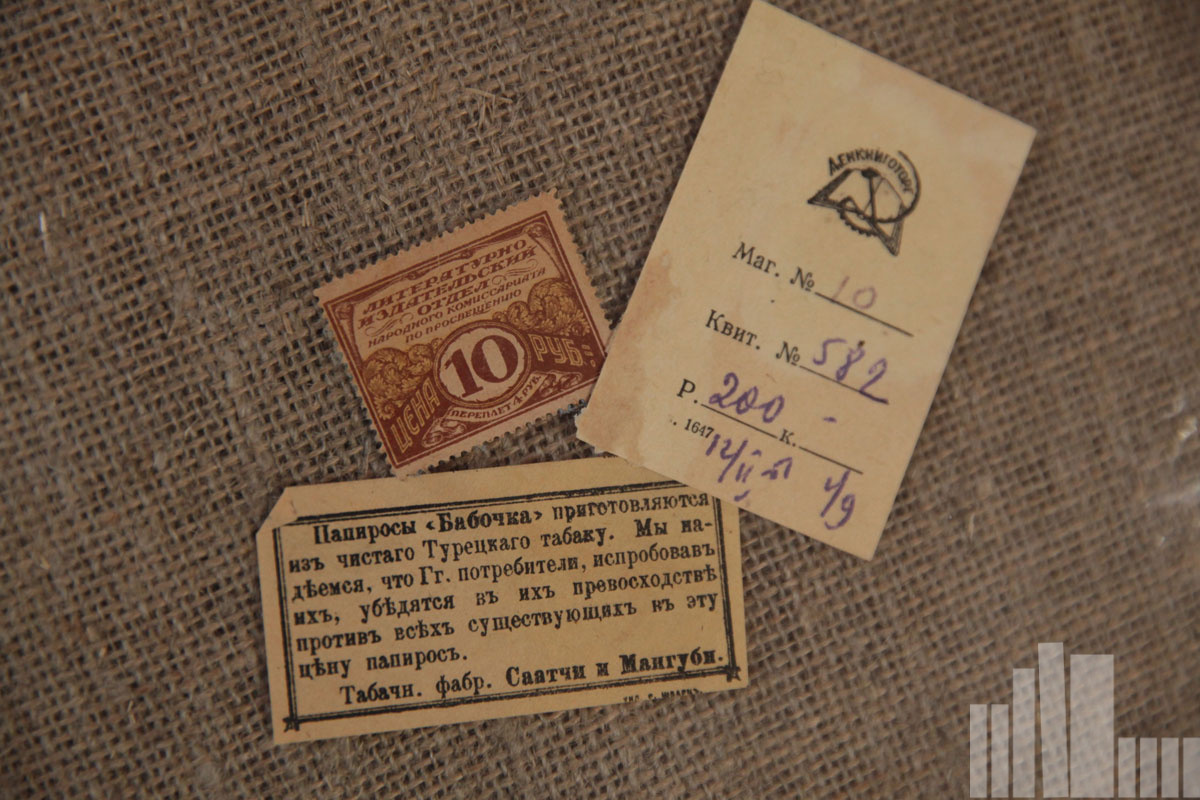 ЛЕНКНИГОТОРГ
Маг. № 10
Квит. № 582
Р. 200 - к.
1647
ЛИТЕРАТУРНО
ИЗДАТЕЛЬСКИЙ
ОТДЕЛ
НАРОДНОГО КОМИССАРИАТА
ПО ПРОСВЕЩЕНИЮ
ЦЕНА 10 РУБ.
ПЕРЕПЛЕТ 4 РУБ.
Папиросы «Бабочка» приготовляются
изъ чистаго Турецкаго табаку. Мы на-
дѣемся, что Гг. потребители, испробовавъ
ихъ, убѣдятся въ ихъ превосходствѣ
противъ всѣхъ существующихъ въ эту
цѣну папиросъ.
Табачн. фабр. Саатчи и Мангуби.